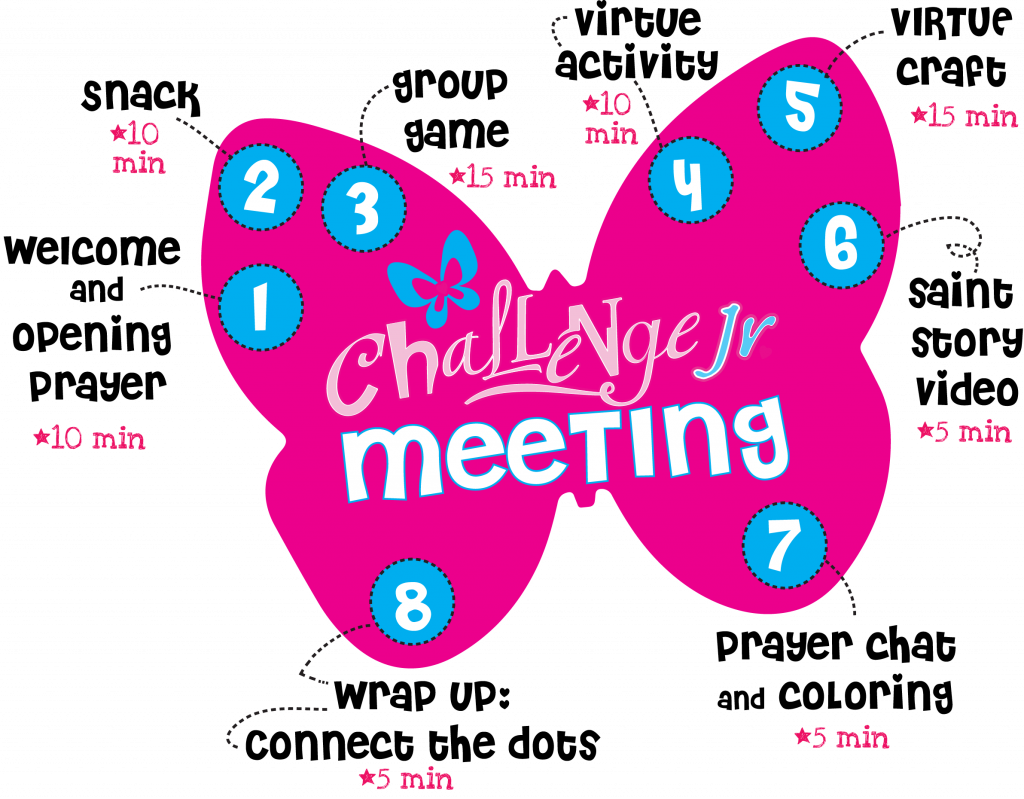 welcome
and
opening
prayer
★10 min
1
snack
★10
min
2
group
game
★15 min
3
virtue
activity
★10
min
4
VIRTUE
craft
★15 min
5
6
saint
story
video
★5 min
challenge jr
meeting
7
prayer chat
and coloring
★5 min
8
wrap up:
connect the dots
★5 min